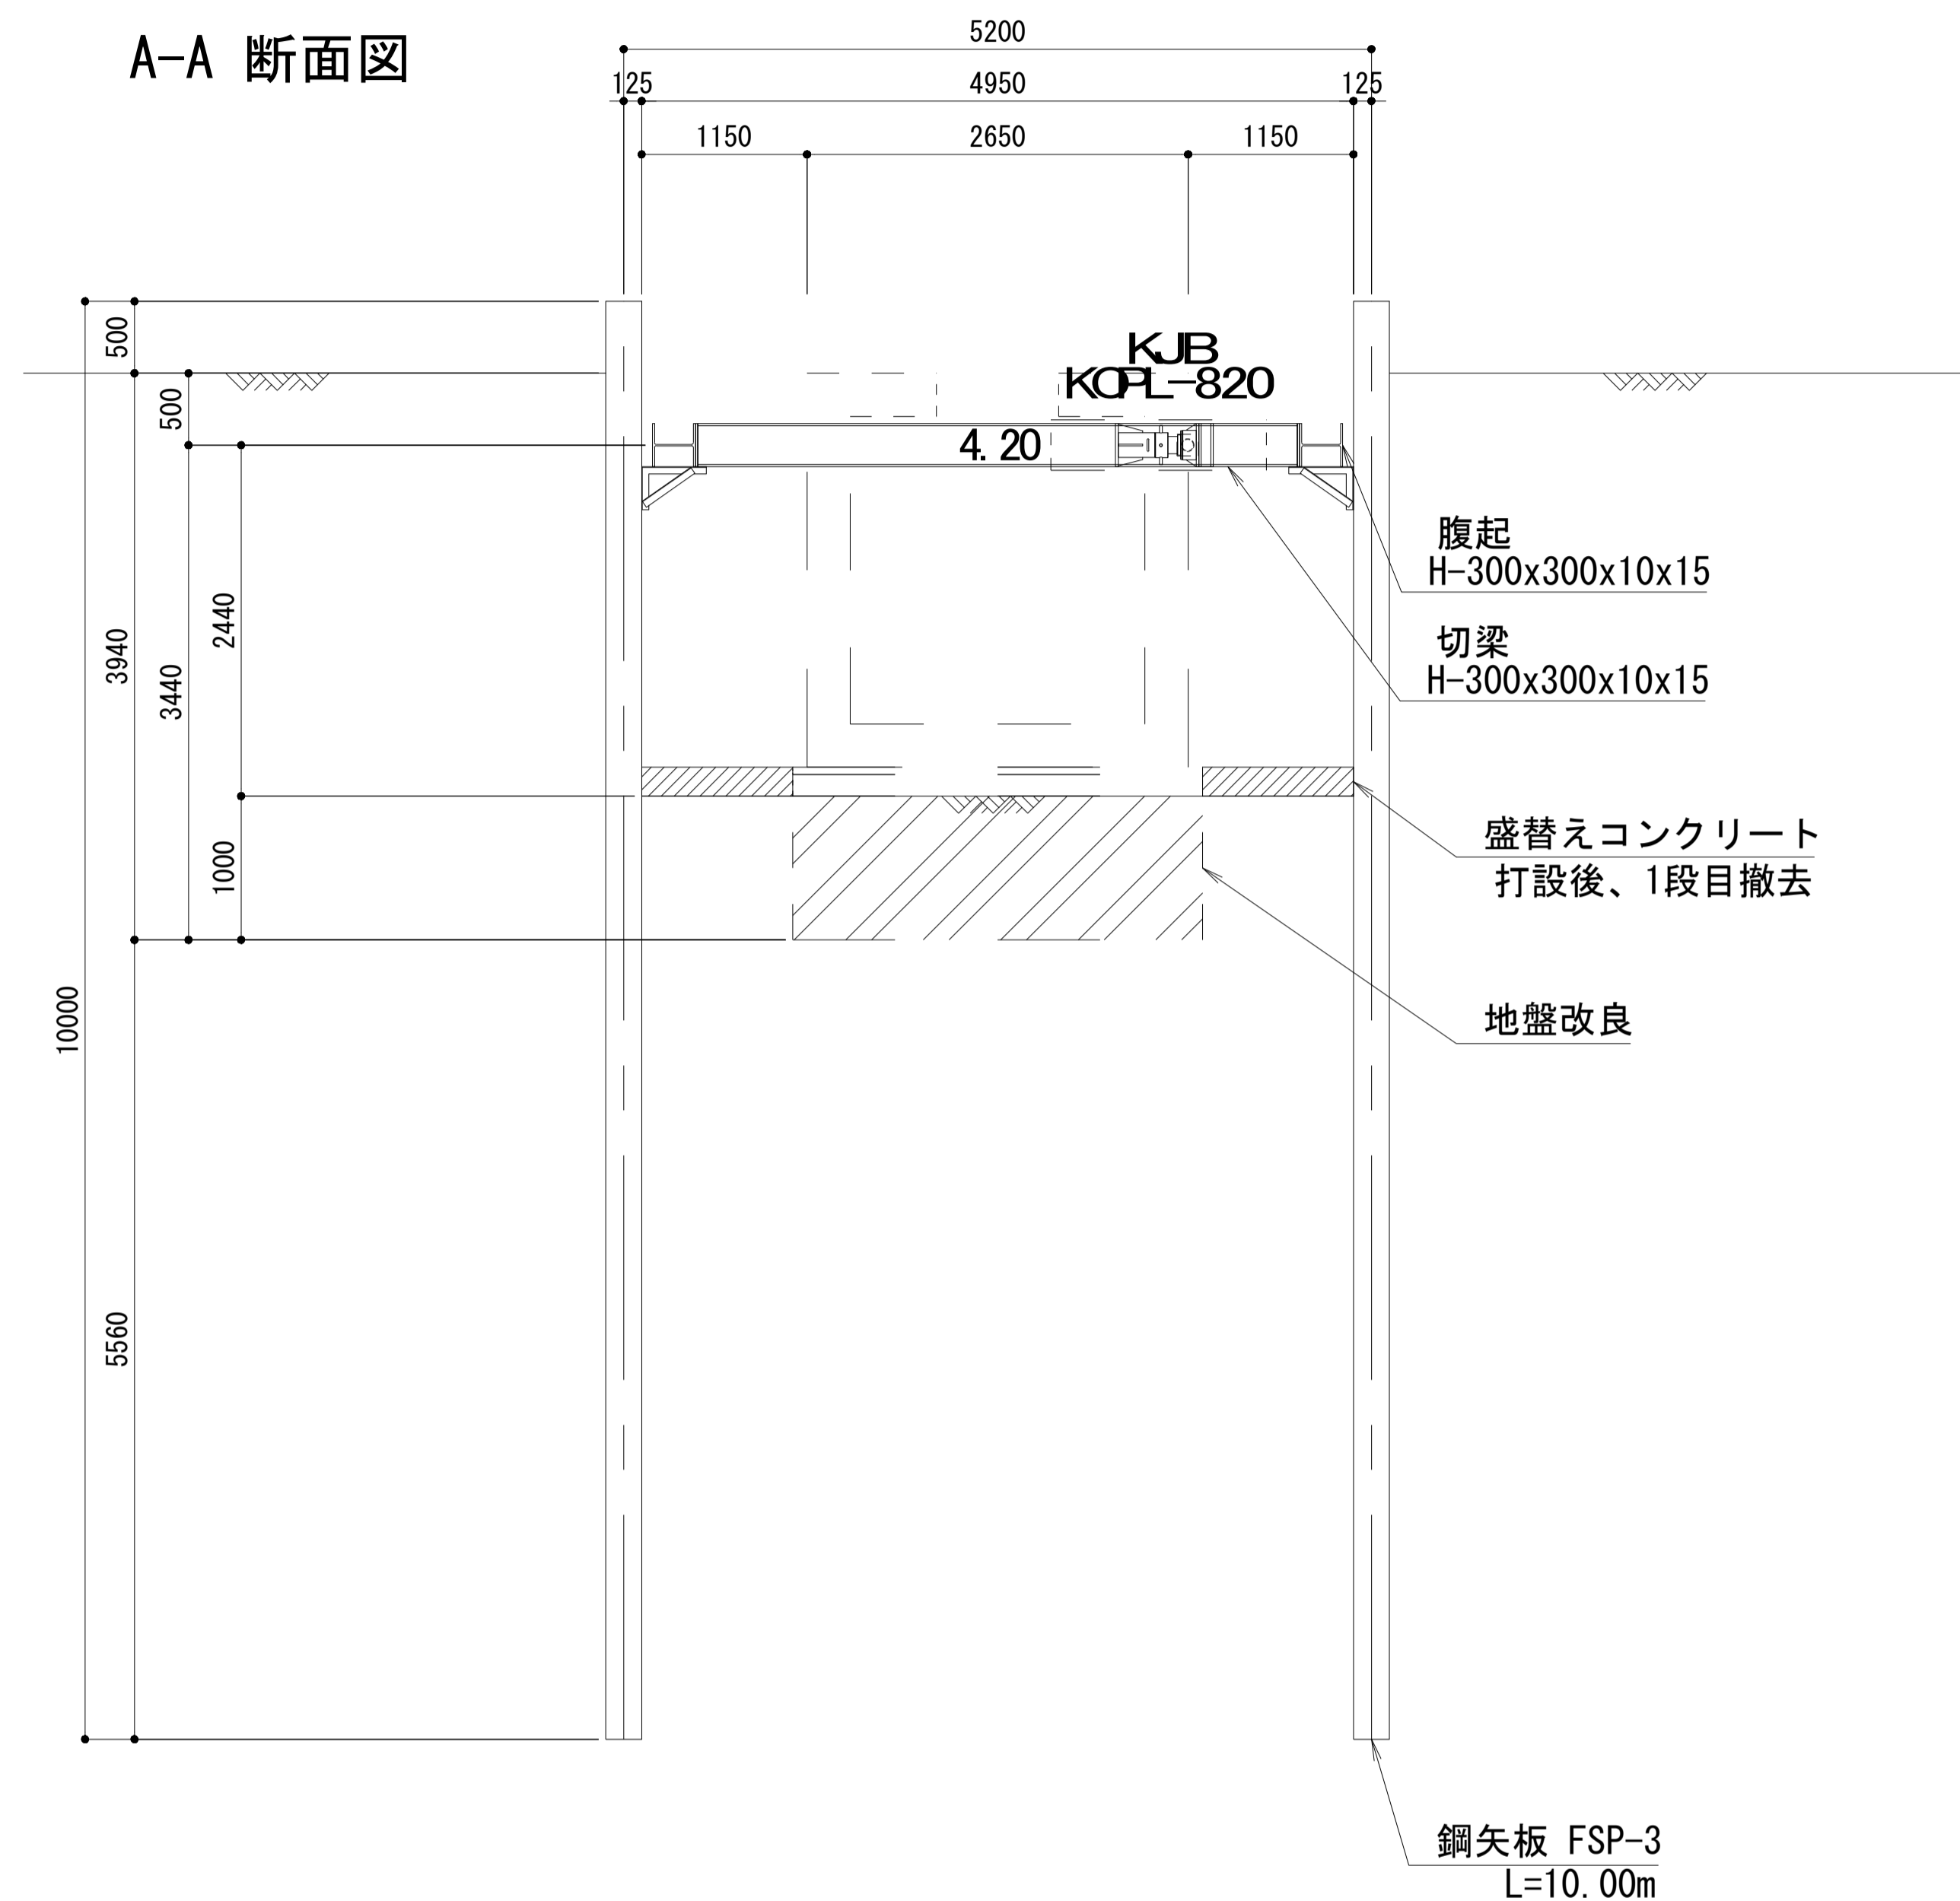 A-A 断面図
5200
125
4950
125
1150
2650
1150
500
500
3940
3440
2440
1000
10000
5560
KJB
KOPL-820
4.20
腹起
H-300x300x10x15
切梁
H-300x300x10x15
盛替えコンクリート
打設後、1段目撤去
地盤改良
鋼矢板 FSP-3
L=10.00m